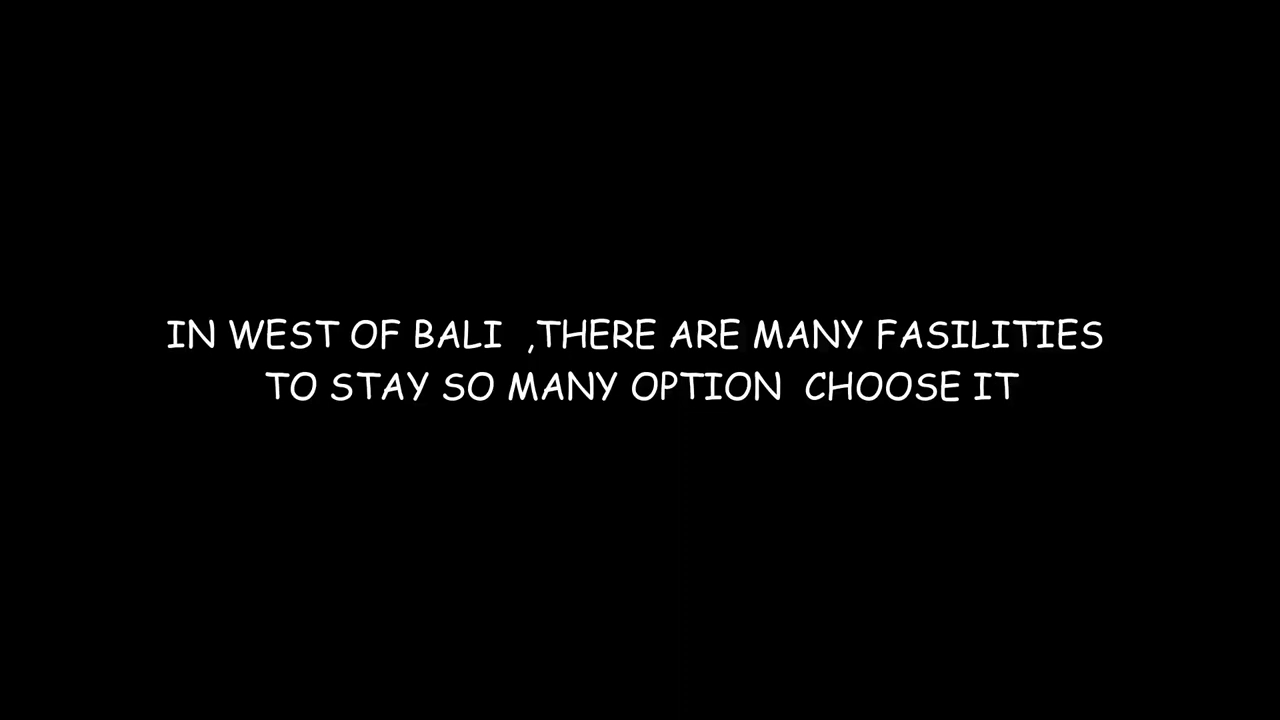 IN WEST OF BALI  ,THERE ARE MANY FASILITIES
TO STAY SO MANY OPTION  CHOOSE IT